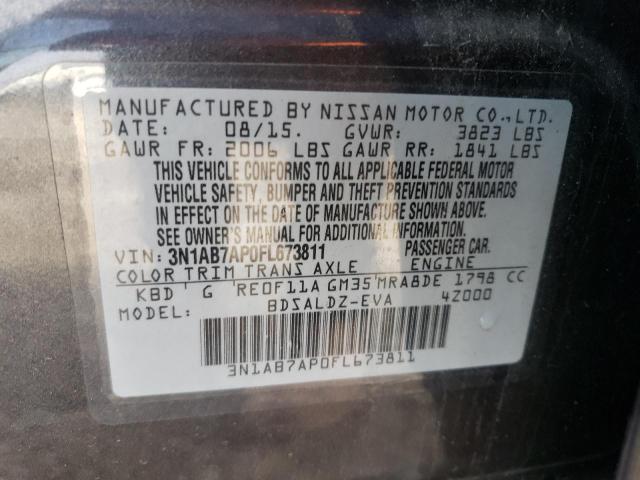 MANUFACTURED BY NISSAN MOTOR CO., LTD.
DATE: 08/15. GVWR: 3823 LBS
GAWR FR: 2006 LBS GAWR RR: 1841 LBS
THIS VEHICLE CONFORMS TO ALL APPLICABLE FEDERAL MOTOR
VEHICLE SAFETY, BUMPER AND THEFT PREVENTION STANDARDS
IN EFFECT ON THE DATE OF MANUFACTURE SHOWN ABOVE.
SEE OWNER'S MANUAL FOR ADDITIONAL INFORMATION.
VIN: 3N1AB7AP0FL673811 PASSENGER CAR.
COLOR TRIM TRANS AXLE ENGINE
KBD G RE0F11A GM35 MRA8DE 1798 CC
MODEL: BDSALDZ-EVA 4Z000
3N1AB7AP0FL673811